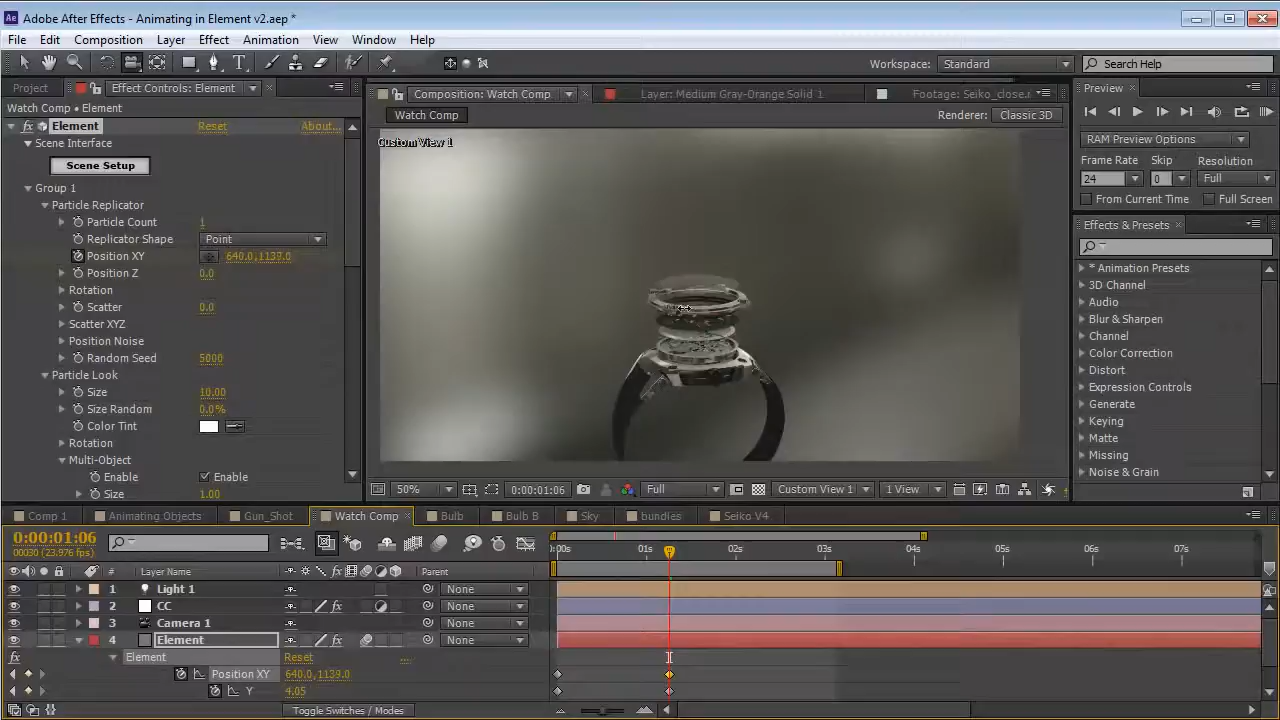 Ae Adobe After Effects - Animating in Element v2.aep *
File Edit Composition Layer Effect Animation View Window Help
T Workspace: Standard Search Help
Project Effect Controls: Element
Composition: Watch Comp Layer: Medium Gray-Orange Solid 1 Footage: Seiko_close.r
Watch Comp • Element
Watch Comp Renderer: Classic 3D
fx Element Reset About...
Custom View 1
Scene Interface
Scene Setup
Group 1
Particle Replicator
Particle Count 1
Replicator Shape Point
Position XY 640.0,1139.0
Position Z 0.0
Rotation
Scatter 0.0
Scatter XYZ
Position Noise
Random Seed 5000
Particle Look
Size 10.00
Size Random 0.0%
Color Tint
Rotation
Multi-Object
Enable Enable
Size 1.00
50% 0:00:01:06 Full Custom View 1 1 View
Preview
RAM Preview Options
Frame Rate Skip Resolution
24 0 Full
From Current Time Full Screen
Effects & Presets
* Animation Presets
3D Channel
Audio
Blur & Sharpen
Channel
Color Correction
Distort
Expression Controls
Generate
Keying
Matte
Missing
Noise & Grain
Comp 1 Animating Objects Gun_Shot Watch Comp Bulb Bulb B Sky bundles Seiko V4
0:00:01:06
00030 (23.976 fps)
):00s 01s 02s 03s 04s 05s 06s 07s
# Layer Name fx Parent
1 Light 1 None
2 CC fx None
3 Camera 1 None
4 Element fx None
fx Element Reset ...
Position XY 640.0,1139.0
Y 4.05
Toggle Switches / Modes